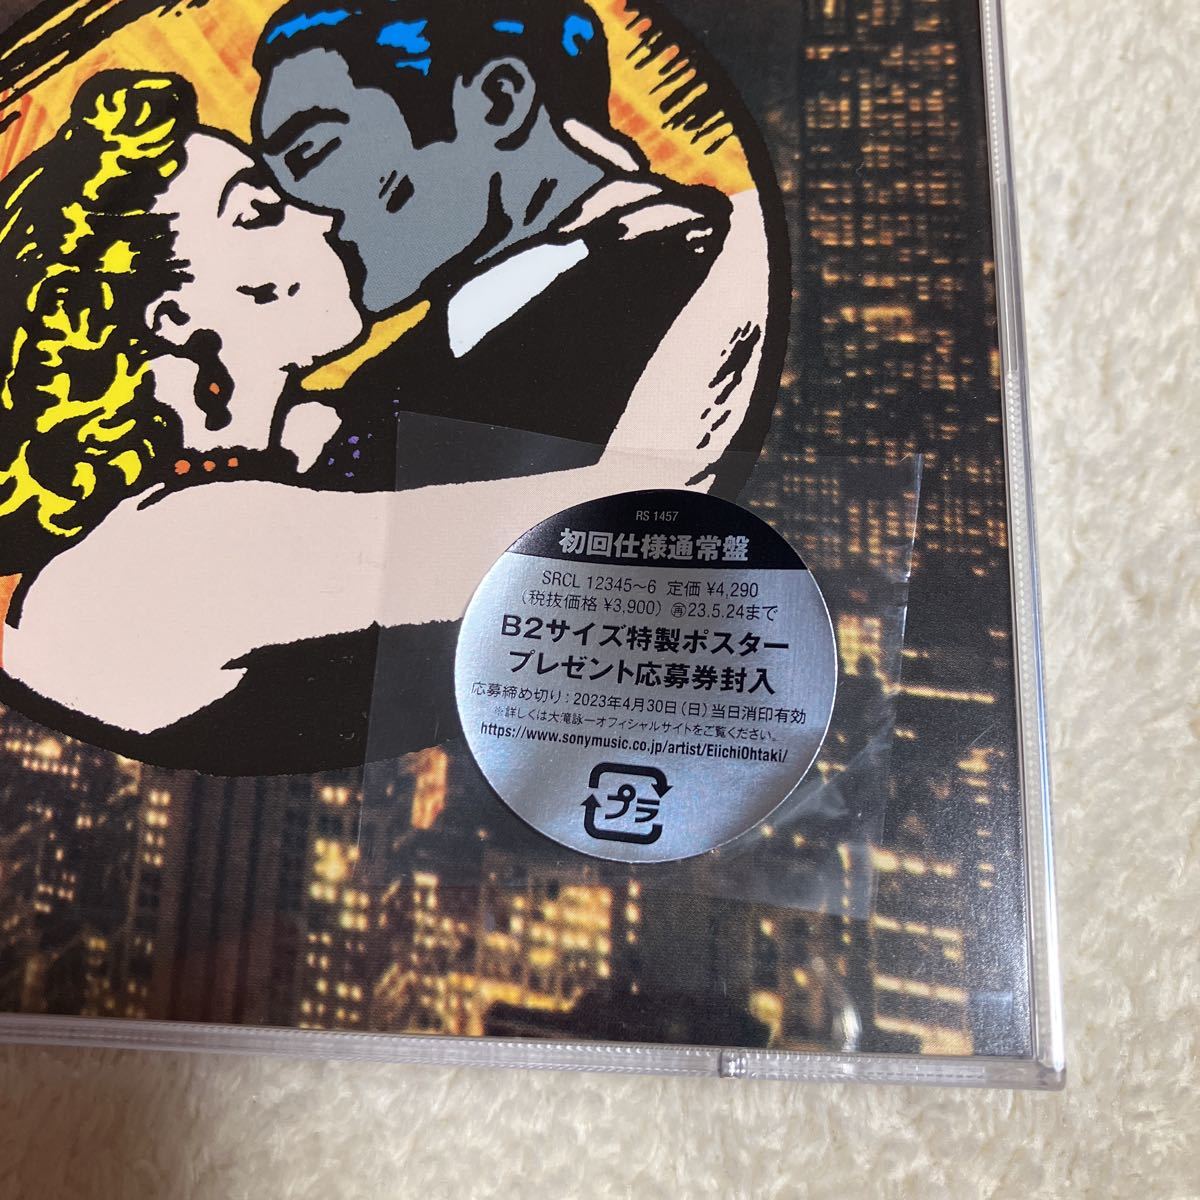 RS 1457
初回仕様通常盤
SRCL 12345~6 定価 ¥4,290
(税抜価格 ¥3,900) 再23.5.24まで
B2サイズ特製ポスター
プレゼント応募券封入
応募締め切り:2023年4月30日(日)当日消印有効
※詳しくは大滝詠一オフィシャルサイトをご覧ください。
https://www.sonymusic.co.jp/artist/EiichiOhtaki/
プラ